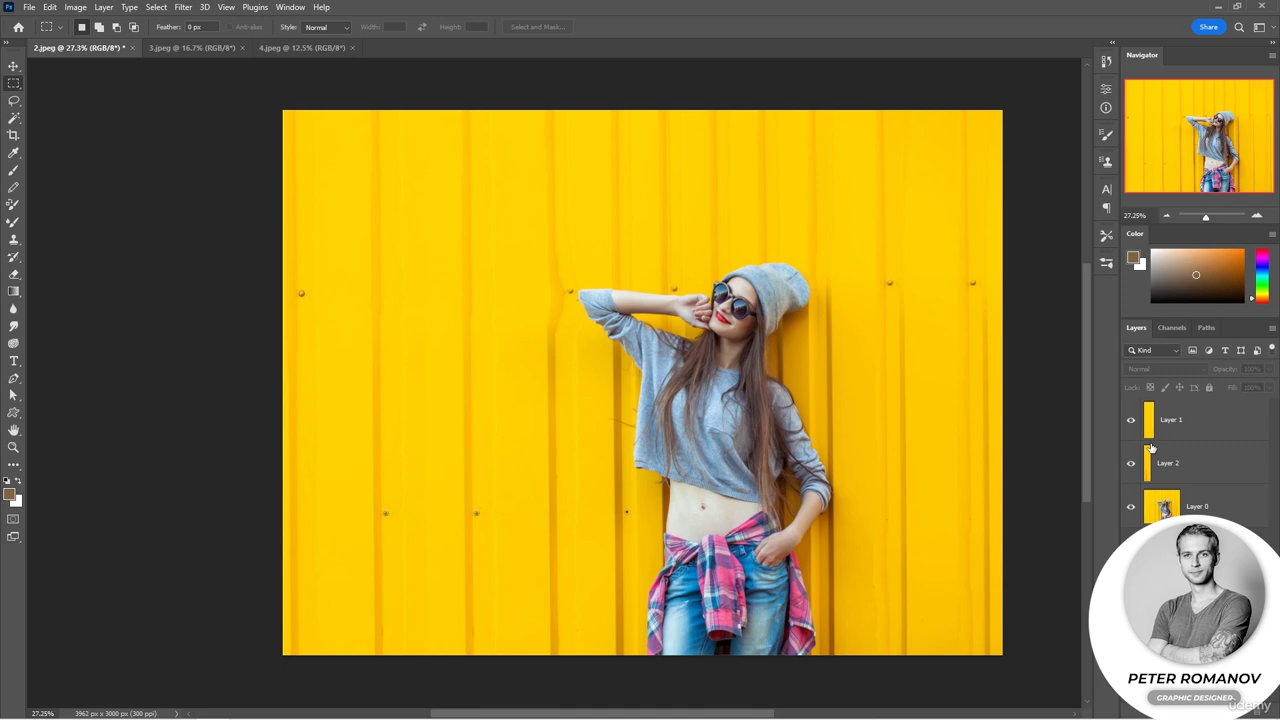 Ps File Edit Image Layer Type Select Filter 3D View Plugins Window Help
Feather: 0 px Anti-alias Style: Normal Width: Height: Select and Mask... Share
2.jpeg @ 27.3% (RGB/8*) * × 3.jpeg @ 16.7% (RGB/8*) × 4.jpeg @ 12.5% (RGB/8*) ×
Navigator
27.25%
Color
Layers Channels Paths
Kind
Normal Opacity: 100%
Lock: Fill: 100%
Layer 1
Layer 2
Layer 0
PETER ROMANOV
GRAPHIC DESIGNER
udemy
27.25% 3962 px x 3000 px (300 ppi)